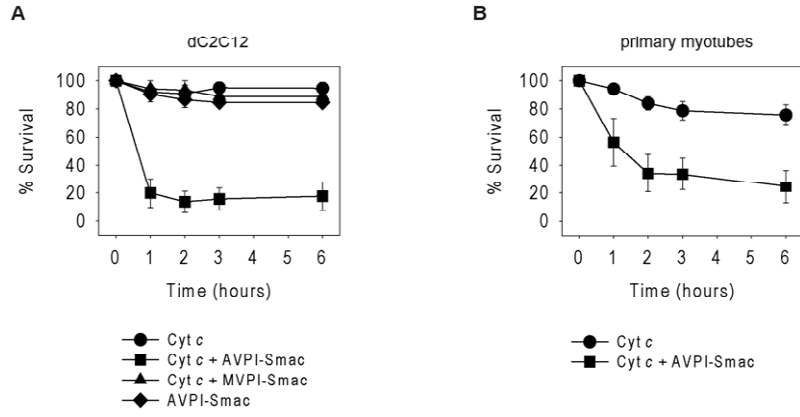 A
B
dC2C12
primary myotubes
100
80
60
40
20
0
% Survival
0 1 2 3 4 5 6
Time (hours)
100
80
60
40
20
0
% Survival
0 1 2 3 4 5 6
Time (hours)
Cyt c
Cyt c + AVPI-Smac
Cyt c + MVPI-Smac
AVPI-Smac
Cyt c
Cyt c + AVPI-Smac